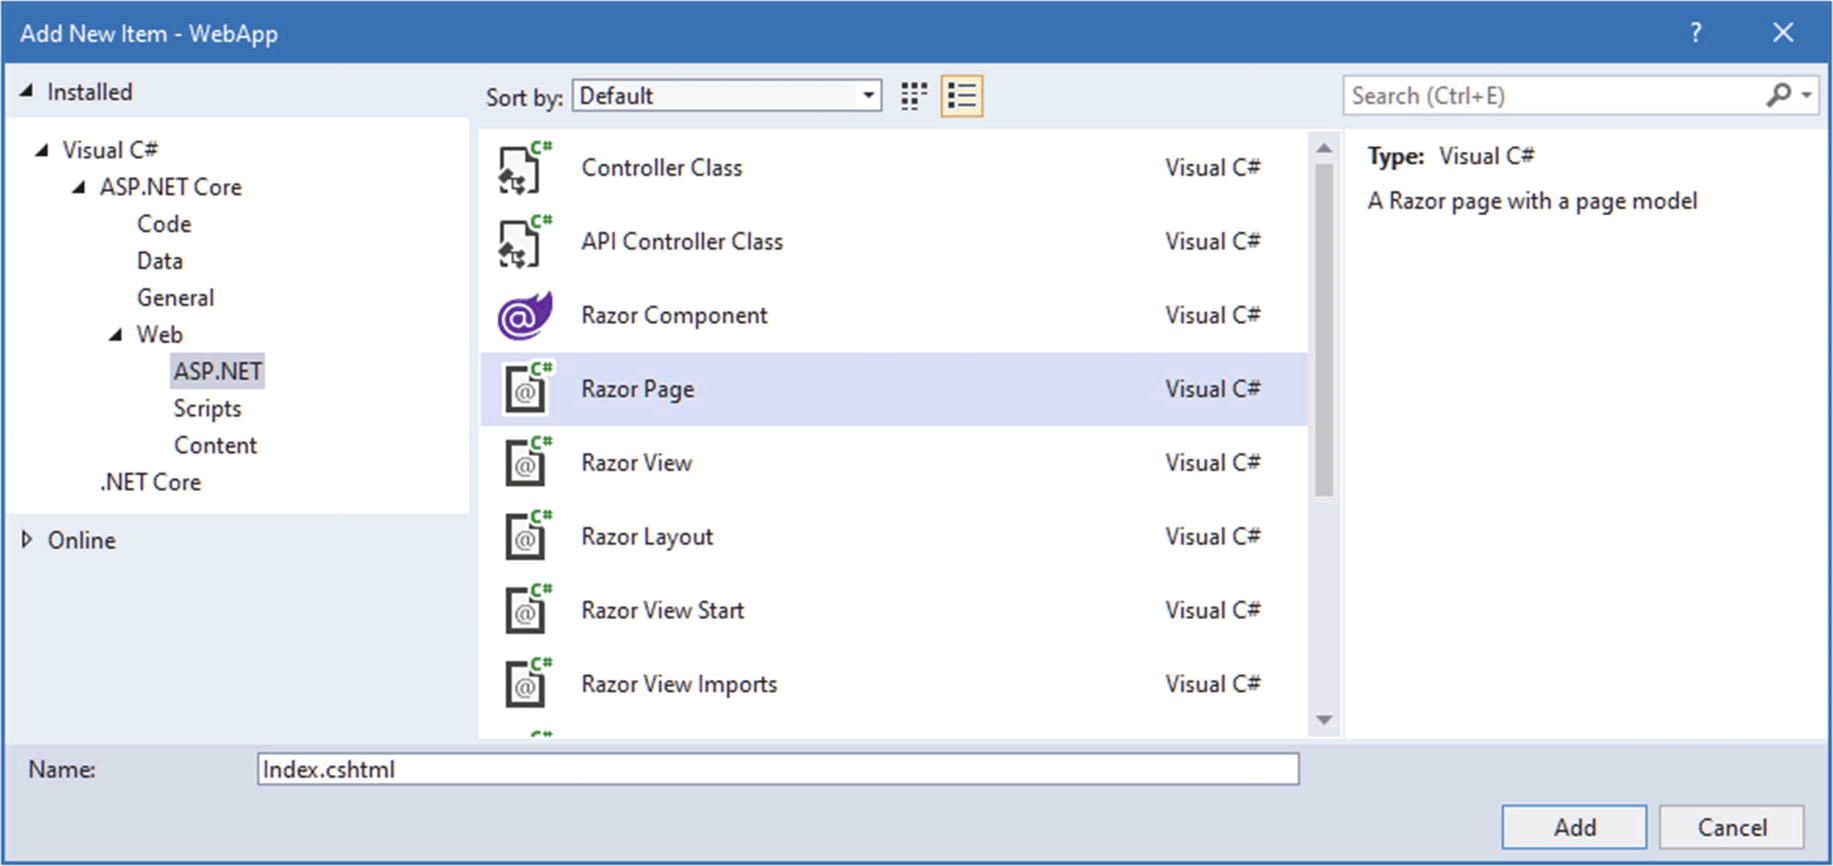 Add New Item - WebApp ?
Installed
Sort by: Default
Search (Ctrl+E)
Visual C#
ASP.NET Core
Code
Data
General
Web
ASP.NET
Scripts
Content
.NET Core
Online
C# Controller Class Visual C#
C# API Controller Class Visual C#
@ Razor Component Visual C#
C# @ Razor Page Visual C#
C# @ Razor View Visual C#
C# @ Razor Layout Visual C#
C# @ Razor View Start Visual C#
C# @ Razor View Imports Visual C#
C#
Type: Visual C#
A Razor page with a page model
Name: Index.cshtml
Add Cancel